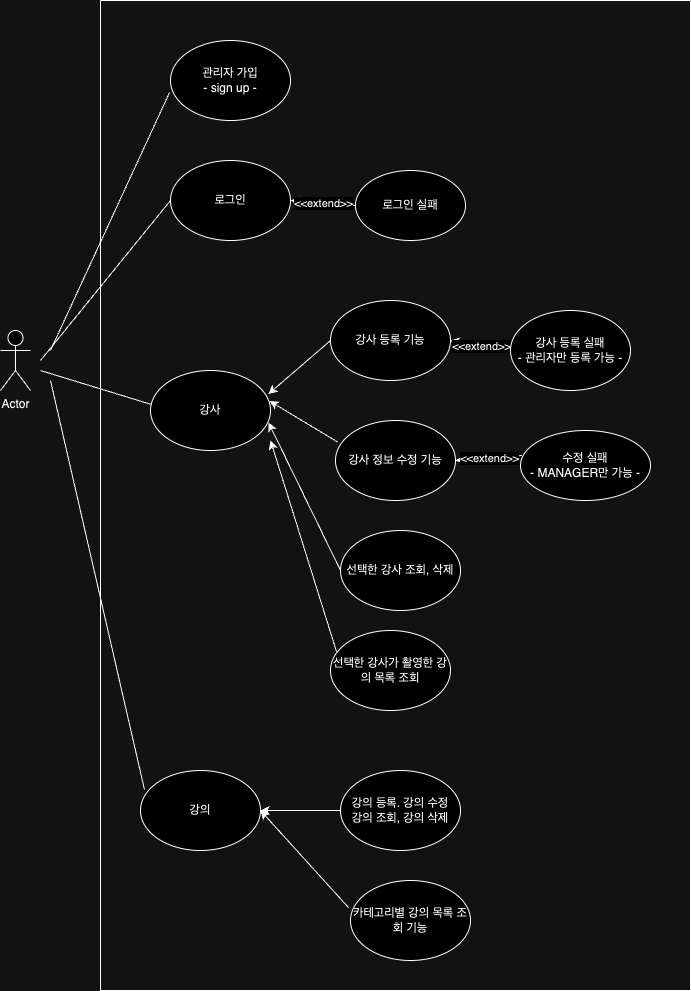 관리자 가입
- sign up -
로그인
<<extend>>
로그인 실패
강사 등록 기능
<<extend>>
강사 등록 실패
- 관리자만 등록 가능 -
Actor
강사
강사 정보 수정 기능
<<extend>>
수정 실패
- MANAGER만 가능 -
선택한 강사 조회, 삭제
선택한 강사가 촬영한 강
의 목록 조회
강의
강의 등록. 강의 수정
강의 조회, 강의 삭제
카테고리별 강의 목록 조
회 기능